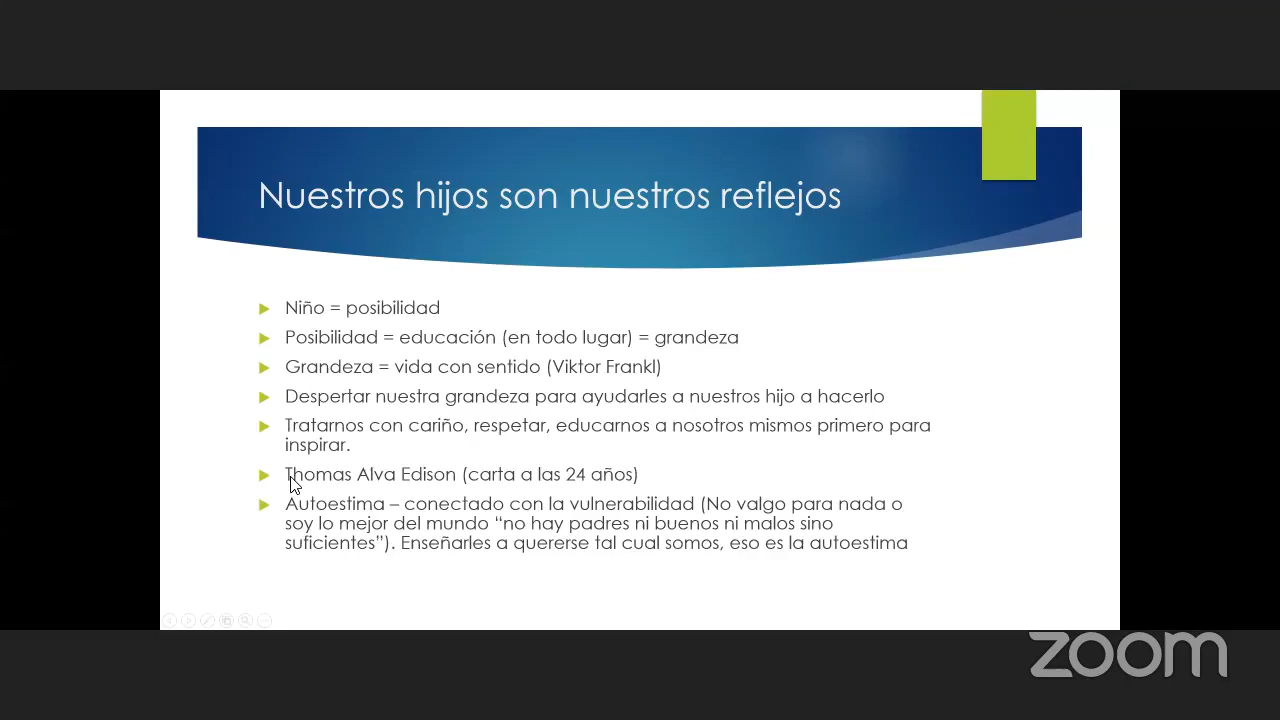 Nuestros hijos son nuestros reflejos
Niño = posibilidad
Posibilidad = educación (en todo lugar) = grandeza
Grandeza = vida con sentido (Viktor Frankl)
Despertar nuestra grandeza para ayudarles a nuestros hijo a hacerlo
Tratarnos con cariño, respetar, educarnos a nosotros mismos primero para
inspirar.
Thomas Alva Edison (carta a las 24 años)
Autoestima – conectado con la vulnerabilidad (No valgo para nada o
soy lo mejor del mundo “no hay padres ni buenos ni malos sino
suficientes”). Enseñarles a quererse tal cual somos, eso es la autoestima
zoom